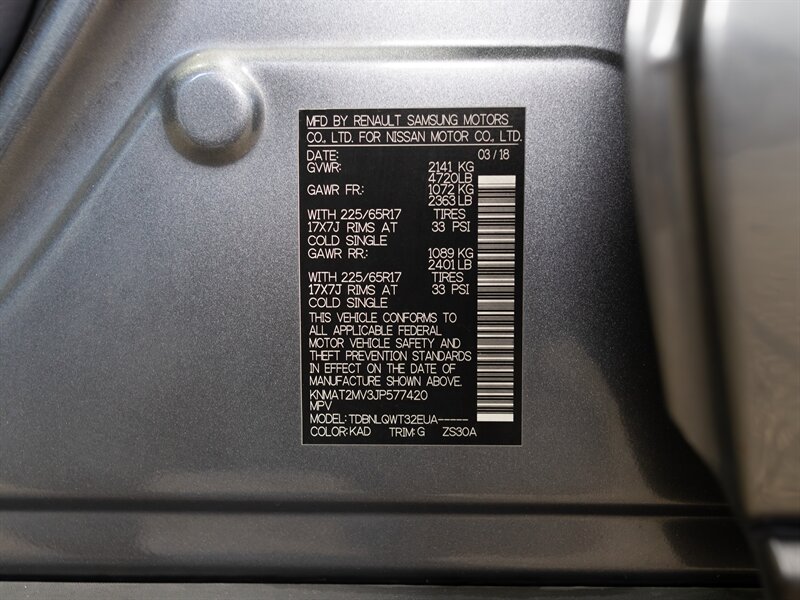 MFD BY RENAULT SAMSUNG MOTORS
CO., LTD. FOR NISSAN MOTOR CO., LTD.
DATE: 03/18
GVWR: 2141 KG
4720LB
GAWR FR: 1072 KG
2363 LB
WITH 225/65R17 TIRES
17X7J RIMS AT 33 PSI
COLD SINGLE
GAWR RR: 1089 KG
2401 LB
WITH 225/65R17 TIRES
17X7J RIMS AT 33 PSI
COLD SINGLE
THIS VEHICLE CONFORMS TO
ALL APPLICABLE FEDERAL
MOTOR VEHICLE SAFETY AND
THEFT PREVENTION STANDARDS
IN EFFECT ON THE DATE OF
MANUFACTURE SHOWN ABOVE.
KNMAT2MV3JP577420
MPV
MODEL: TDBNLQWT32EUA-----
COLOR: KAD TRIM: G ZS30A